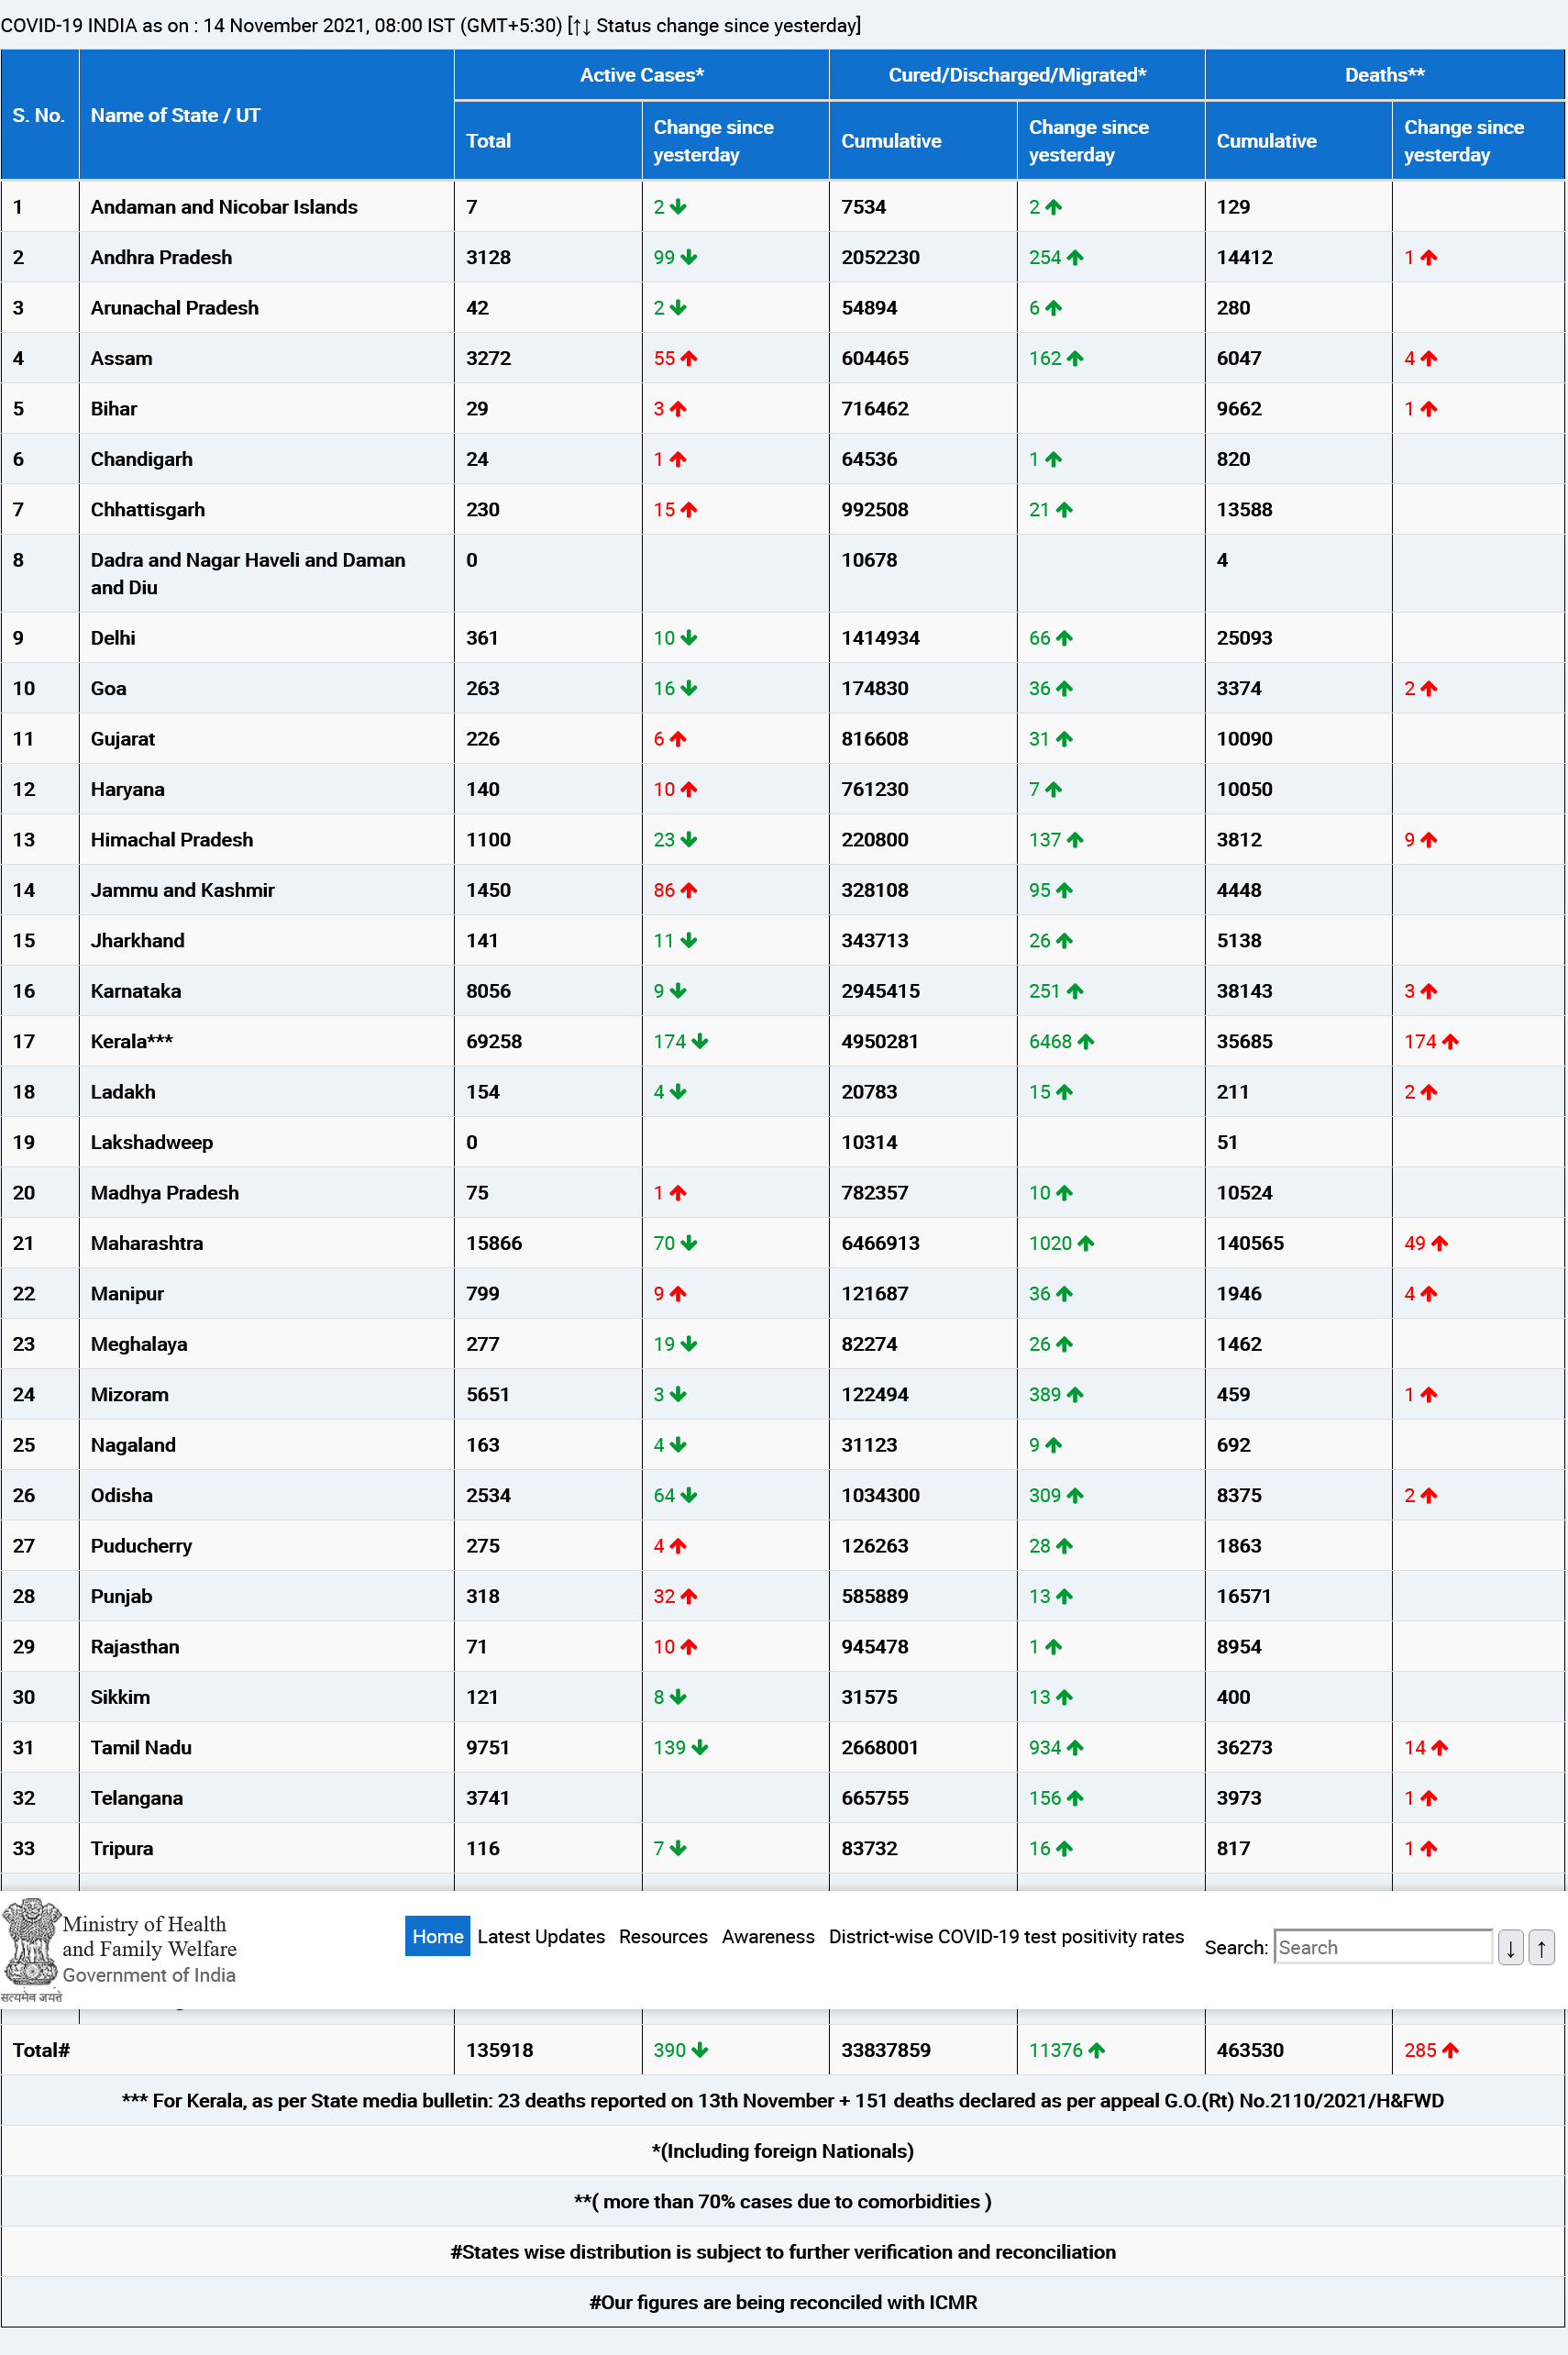 COVID-19 INDIA as on : 14 November 2021, 08:00 IST (GMT+5:30) [↑↓ Status change since yesterday]
S. No. Name of State / UT Active Cases* Cured/Discharged/Migrated* Deaths**
Total Change since yesterday Cumulative Change since yesterday Cumulative Change since yesterday
1 Andaman and Nicobar Islands 7 2 ↓ 7534 2 ↑ 129
2 Andhra Pradesh 3128 99 ↓ 2052230 254 ↑ 14412 1 ↑
3 Arunachal Pradesh 42 2 ↓ 54894 6 ↑ 280
4 Assam 3272 55 ↑ 604465 162 ↑ 6047 4 ↑
5 Bihar 29 3 ↑ 716462 9662 1 ↑
6 Chandigarh 24 1 ↑ 64536 1 ↑ 820
7 Chhattisgarh 230 15 ↑ 992508 21 ↑ 13588
8 Dadra and Nagar Haveli and Daman and Diu 0 10678 4
9 Delhi 361 10 ↓ 1414934 66 ↑ 25093
10 Goa 263 16 ↓ 174830 36 ↑ 3374 2 ↑
11 Gujarat 226 6 ↑ 816608 31 ↑ 10090
12 Haryana 140 10 ↑ 761230 7 ↑ 10050
13 Himachal Pradesh 1100 23 ↓ 220800 137 ↑ 3812 9 ↑
14 Jammu and Kashmir 1450 86 ↑ 328108 95 ↑ 4448
15 Jharkhand 141 11 ↓ 343713 26 ↑ 5138
16 Karnataka 8056 9 ↓ 2945415 251 ↑ 38143 3 ↑
17 Kerala*** 69258 174 ↓ 4950281 6468 ↑ 35685 174 ↑
18 Ladakh 154 4 ↓ 20783 15 ↑ 211 2 ↑
19 Lakshadweep 0 10314 51
20 Madhya Pradesh 75 1 ↑ 782357 10 ↑ 10524
21 Maharashtra 15866 70 ↓ 6466913 1020 ↑ 140565 49 ↑
22 Manipur 799 9 ↑ 121687 36 ↑ 1946 4 ↑
23 Meghalaya 277 19 ↓ 82274 26 ↑ 1462
24 Mizoram 5651 3 ↓ 122494 389 ↑ 459 1 ↑
25 Nagaland 163 4 ↓ 31123 9 ↑ 692
26 Odisha 2534 64 ↓ 1034300 309 ↑ 8375 2 ↑
27 Puducherry 275 4 ↑ 126263 28 ↑ 1863
28 Punjab 318 32 ↑ 585889 13 ↑ 16571
29 Rajasthan 71 10 ↑ 945478 1 ↑ 8954
30 Sikkim 121 8 ↓ 31575 13 ↑ 400
31 Tamil Nadu 9751 139 ↓ 2668001 934 ↑ 36273 14 ↑
32 Telangana 3741 665755 156 ↑ 3973 1 ↑
33 Tripura 116 7 ↓ 83732 16 ↑ 817 1 ↑
Ministry of Health
and Family Welfare
Government of India
सत्यमेव जयते
Home Latest Updates Resources Awareness District-wise COVID-19 test positivity rates Search: Search ↓ ↑
Total# 135918 390 ↓ 33837859 11376 ↑ 463530 285 ↑
*** For Kerala, as per State media bulletin: 23 deaths reported on 13th November + 151 deaths declared as per appeal G.O.(Rt) No.2110/2021/H&FWD
*(Including foreign Nationals)
**( more than 70% cases due to comorbidities )
#States wise distribution is subject to further verification and reconciliation
#Our figures are being reconciled with ICMR